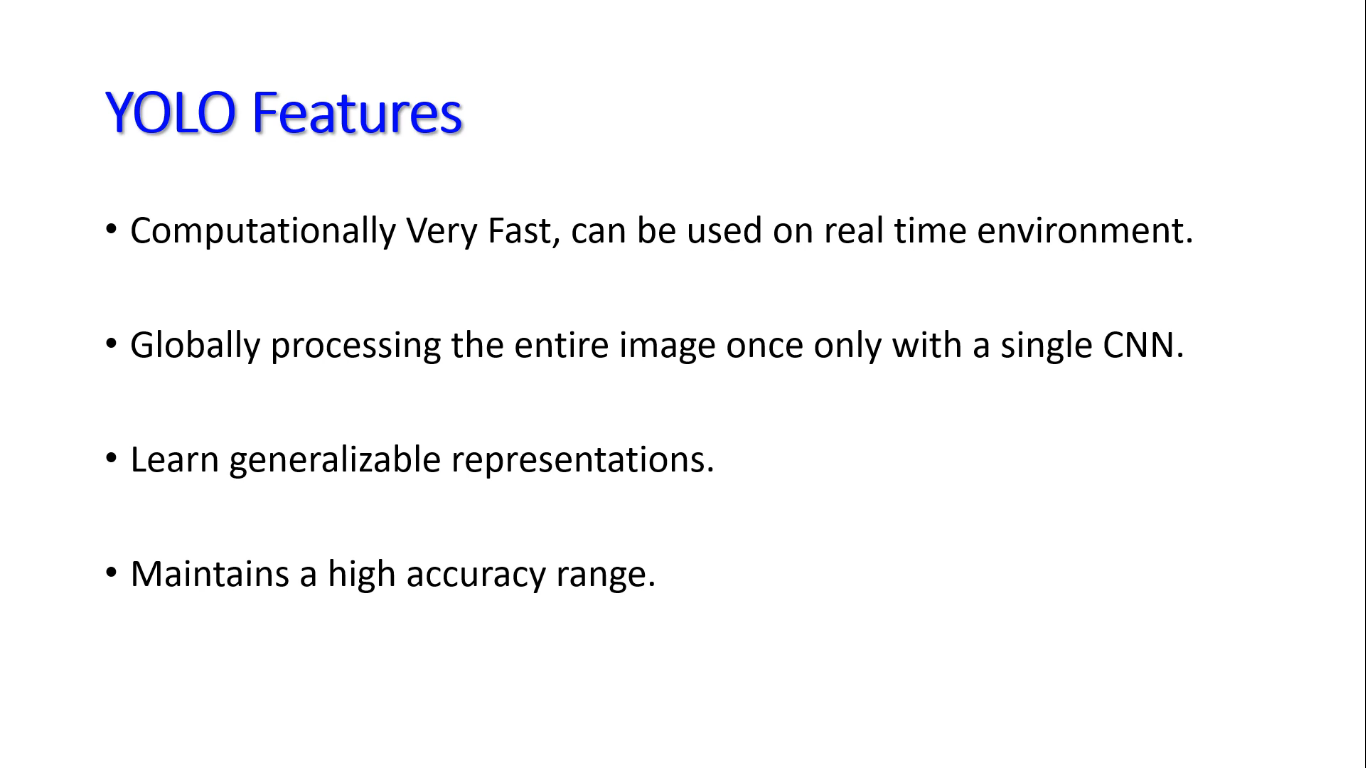 YOLO Features
• Computationally Very Fast, can be used on real time environment.
• Globally processing the entire image once only with a single CNN.
• Learn generalizable representations.
• Maintains a high accuracy range.